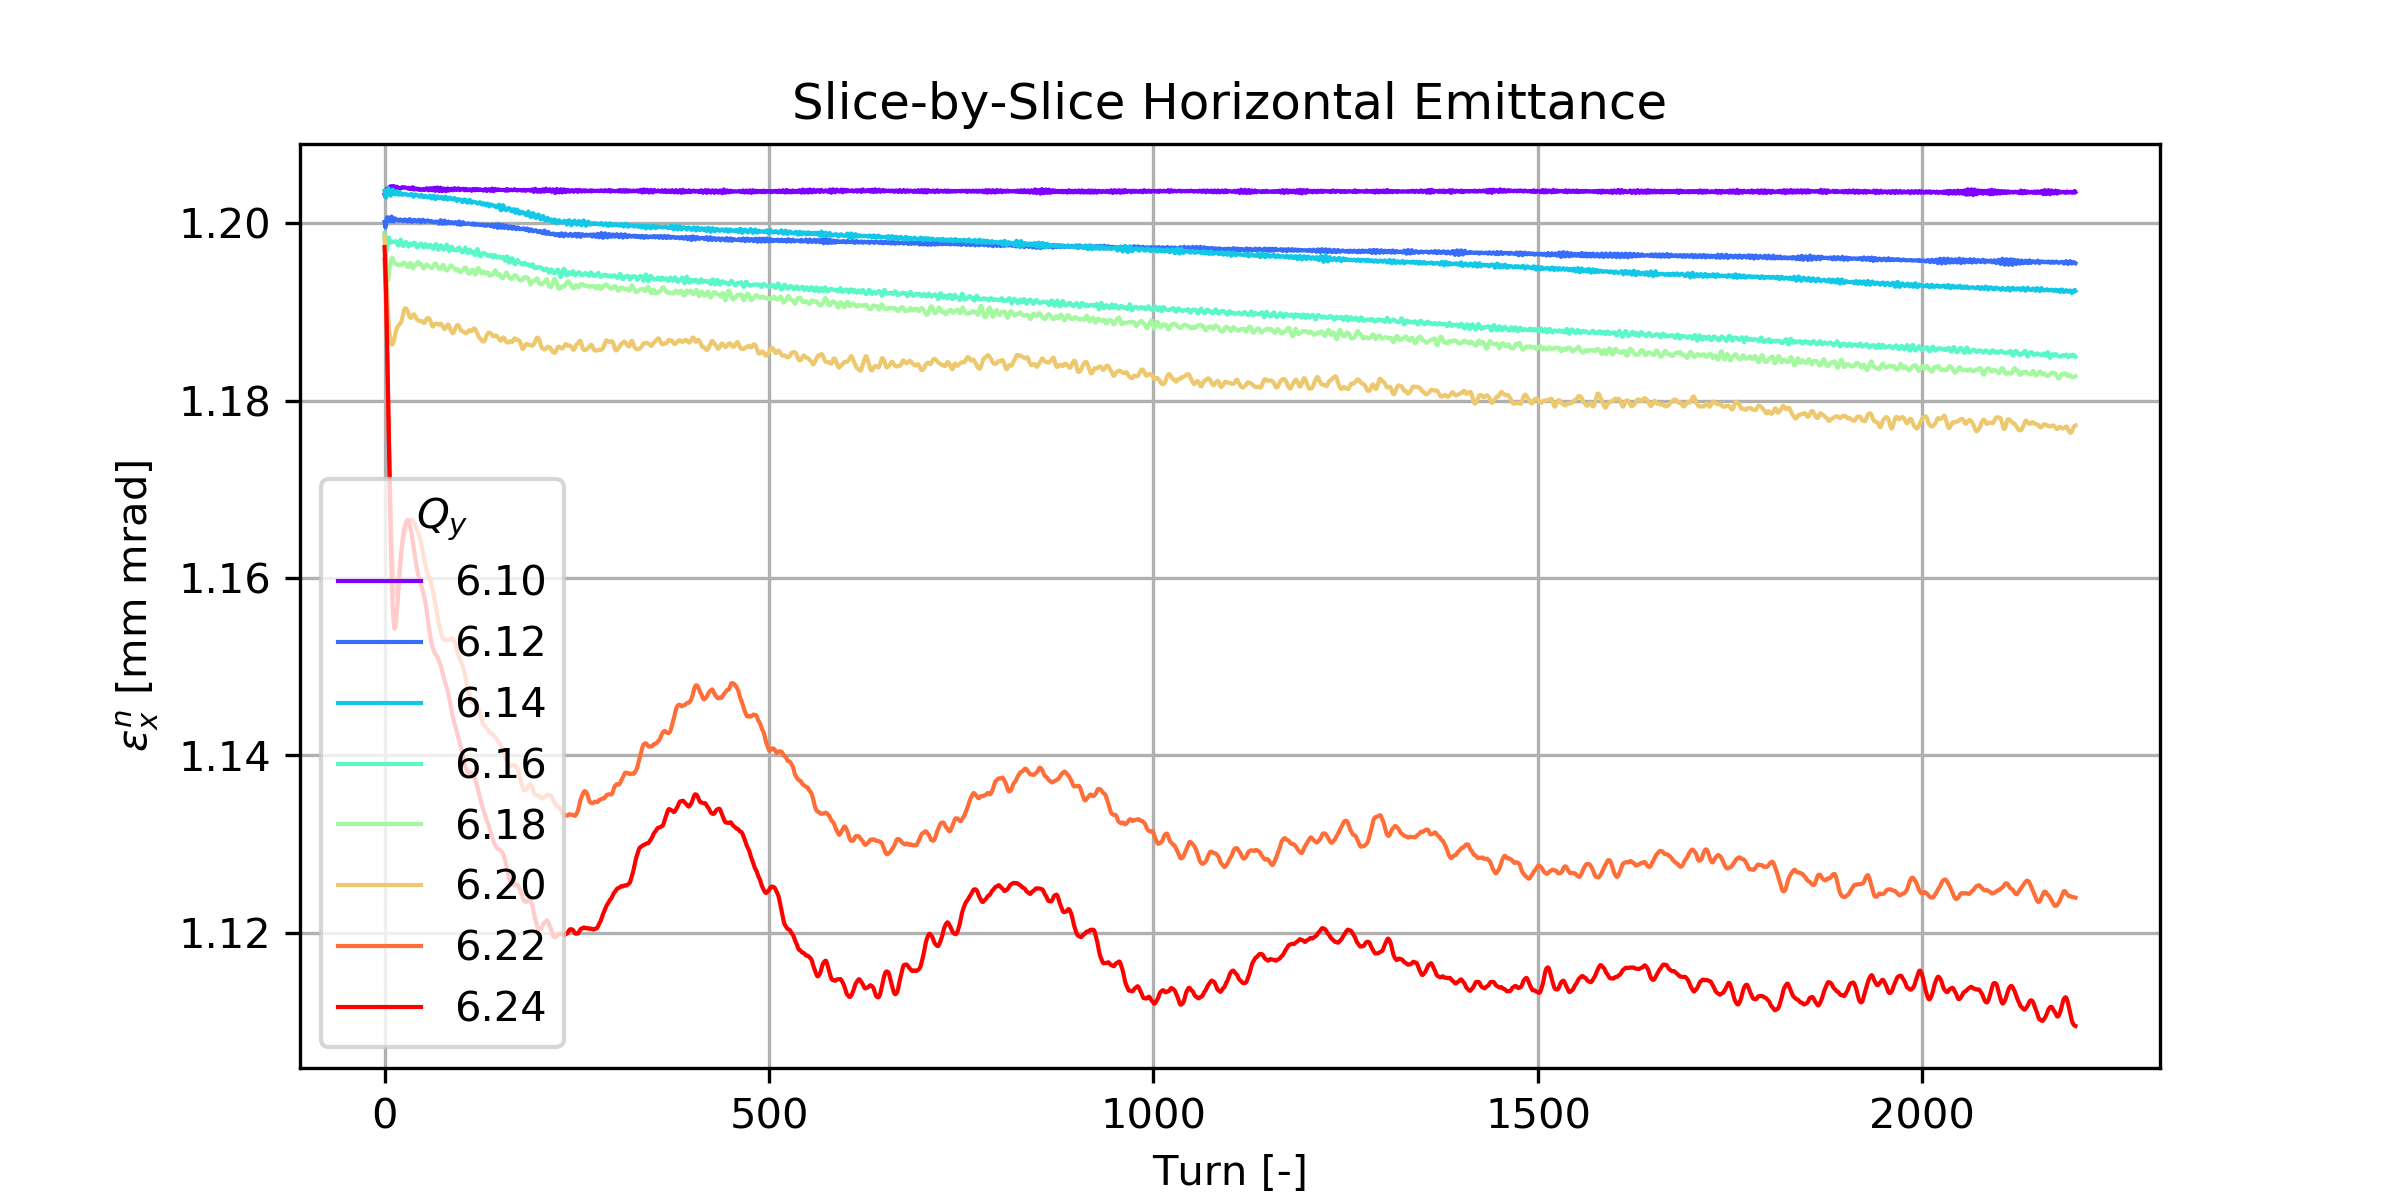 Slice-by-Slice Horizontal Emittance
ε_x^n [mm mrad]
1.20
1.18
1.16
1.14
1.12
Q_y
6.10
6.12
6.14
6.16
6.18
6.20
6.22
6.24
0 500 1000 1500 2000
Turn [-]